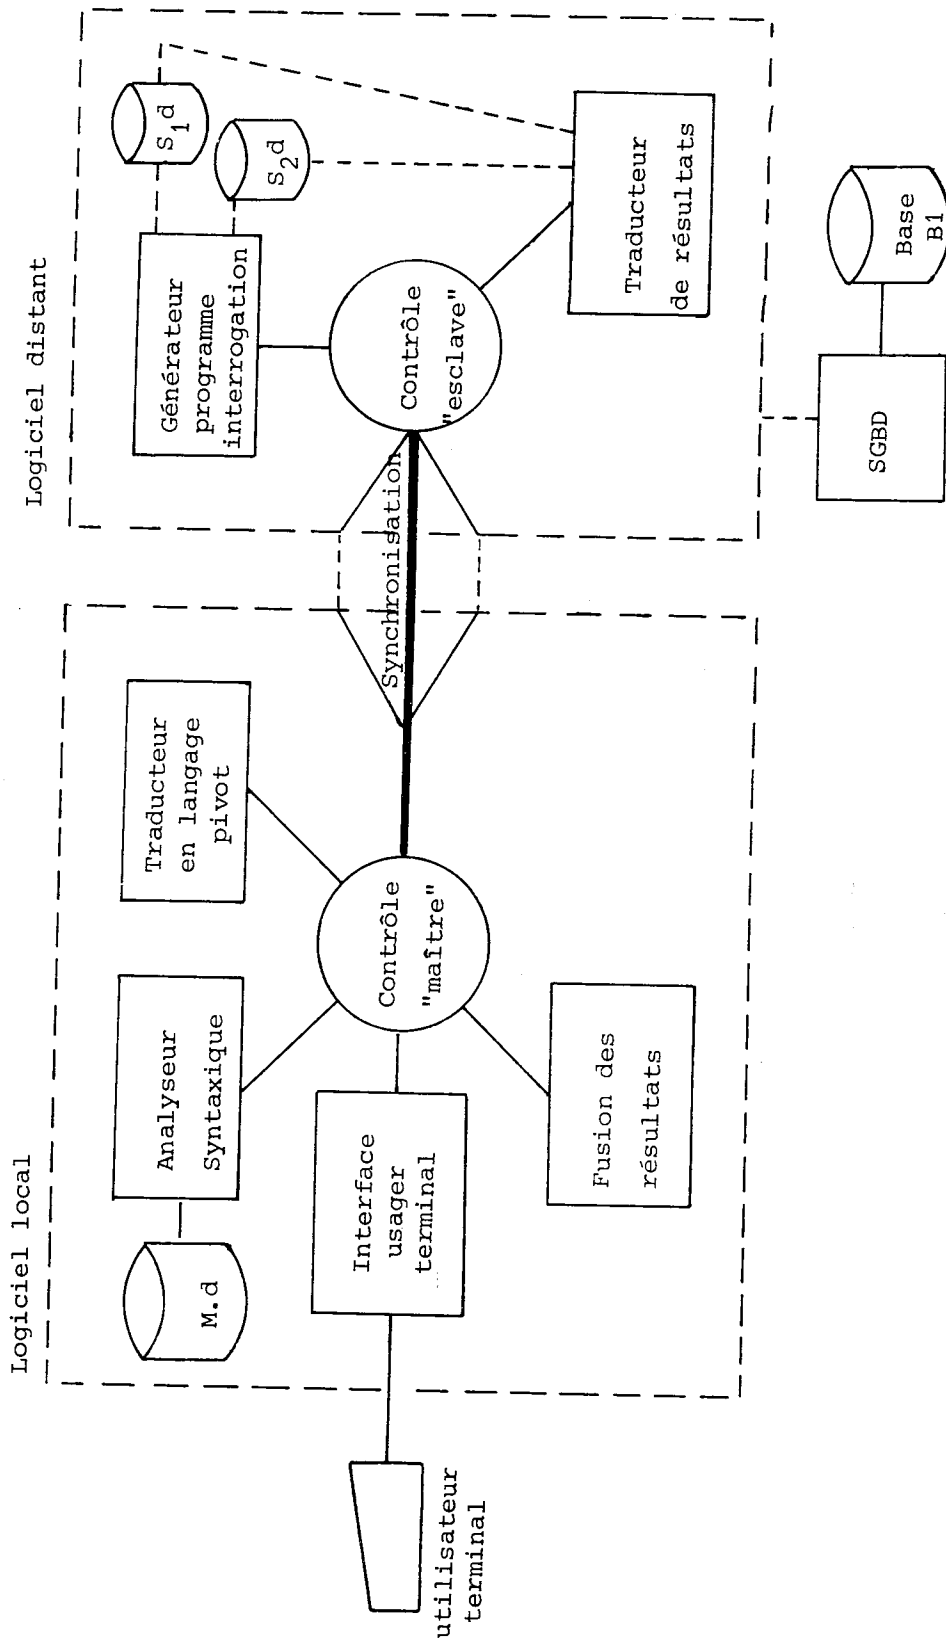 Logiciel local
M.d
Analyseur
Syntaxique
Traducteur
en langage
pivot
Interface
usager
terminal
Contrôle
"maître"
Fusion des
résultats
utilisateur
terminal
Synchronisation
Logiciel distant
Générateur
programme
interrogation
S1d
S2d
Contrôle
"esclave"
Traducteur
de résultats
SGBD
Base
B1